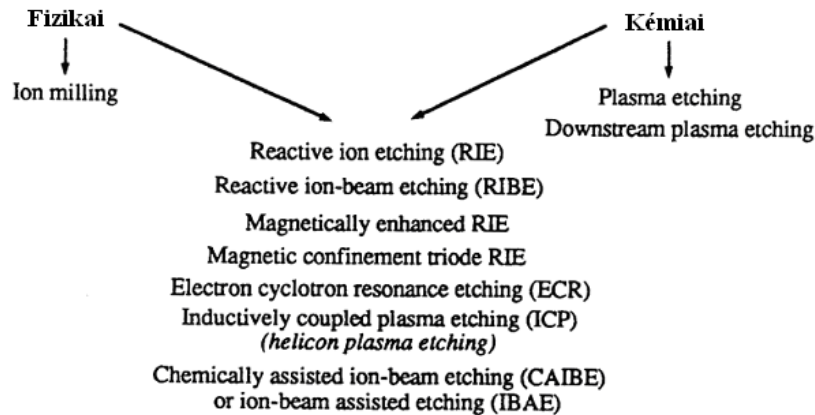 Fizikai
Kémiai
Ion milling
Plasma etching
Downstream plasma etching
Reactive ion etching (RIE)
Reactive ion-beam etching (RIBE)
Magnetically enhanced RIE
Magnetic confinement triode RIE
Electron cyclotron resonance etching (ECR)
Inductively coupled plasma etching (ICP)
(helicon plasma etching)
Chemically assisted ion-beam etching (CAIBE)
or ion-beam assisted etching (IBAE)